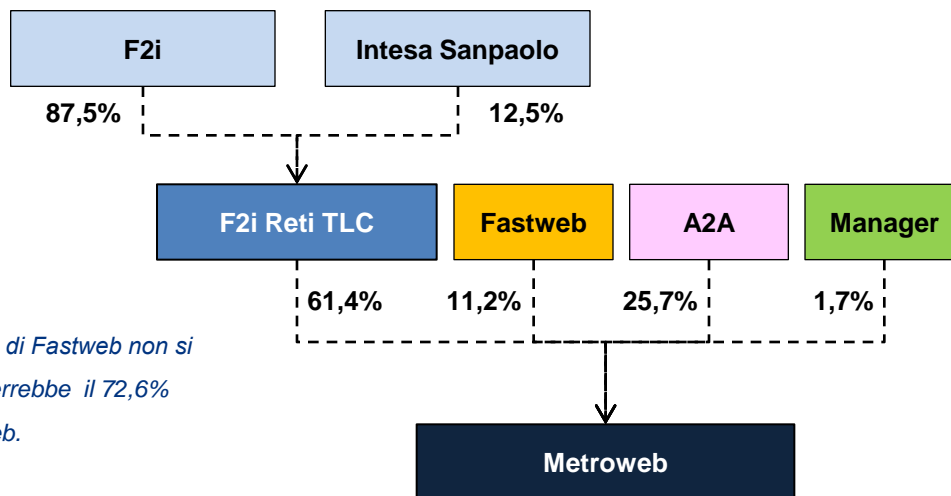 F2i
Intesa Sanpaolo
87,5%
12,5%
F2i Reti TLC
Fastweb
A2A
Manager
61,4%
11,2%
25,7%
1,7%
di Fastweb non si
errebbe il 72,6%
eb.
Metroweb